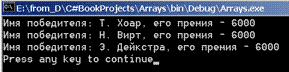 E:\from_D\C#BookProjects\Arrays\bin\Debug\Arrays.exe
Имя победителя: Т. Хоар, его премия - 6000
Имя победителя: Н. Вирт, его премия - 6000
Имя победителя: Э. Дейкстра, его премия - 6000
Press any key to continue